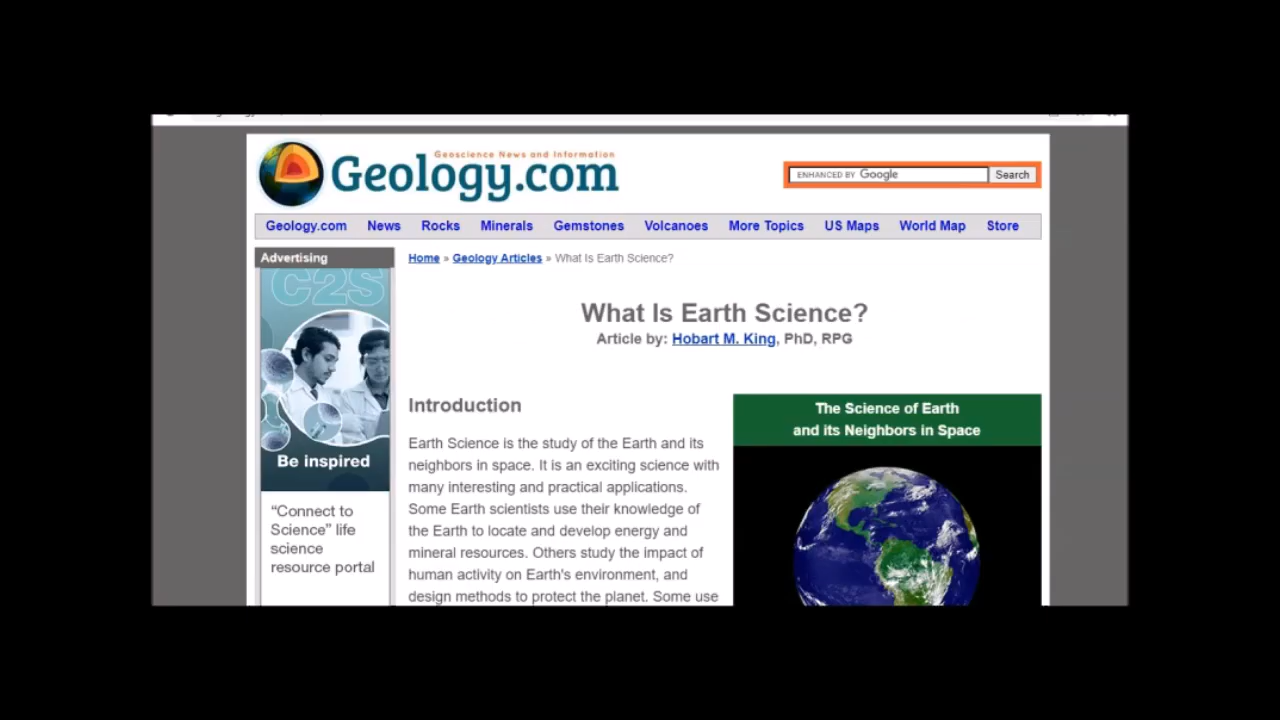 Geoscience News and Information
Geology.com
ENHANCED BY Google
Search
Geology.com News Rocks Minerals Gemstones Volcanoes More Topics US Maps World Map Store
Advertising
C2S
Be inspired
“Connect to
Science” life
science
resource portal
Home » Geology Articles » What Is Earth Science?
What Is Earth Science?
Article by: Hobart M. King, PhD, RPG
Introduction
Earth Science is the study of the Earth and its
neighbors in space. It is an exciting science with
many interesting and practical applications.
Some Earth scientists use their knowledge of
the Earth to locate and develop energy and
mineral resources. Others study the impact of
human activity on Earth's environment, and
design methods to protect the planet. Some use
The Science of Earth
and its Neighbors in Space